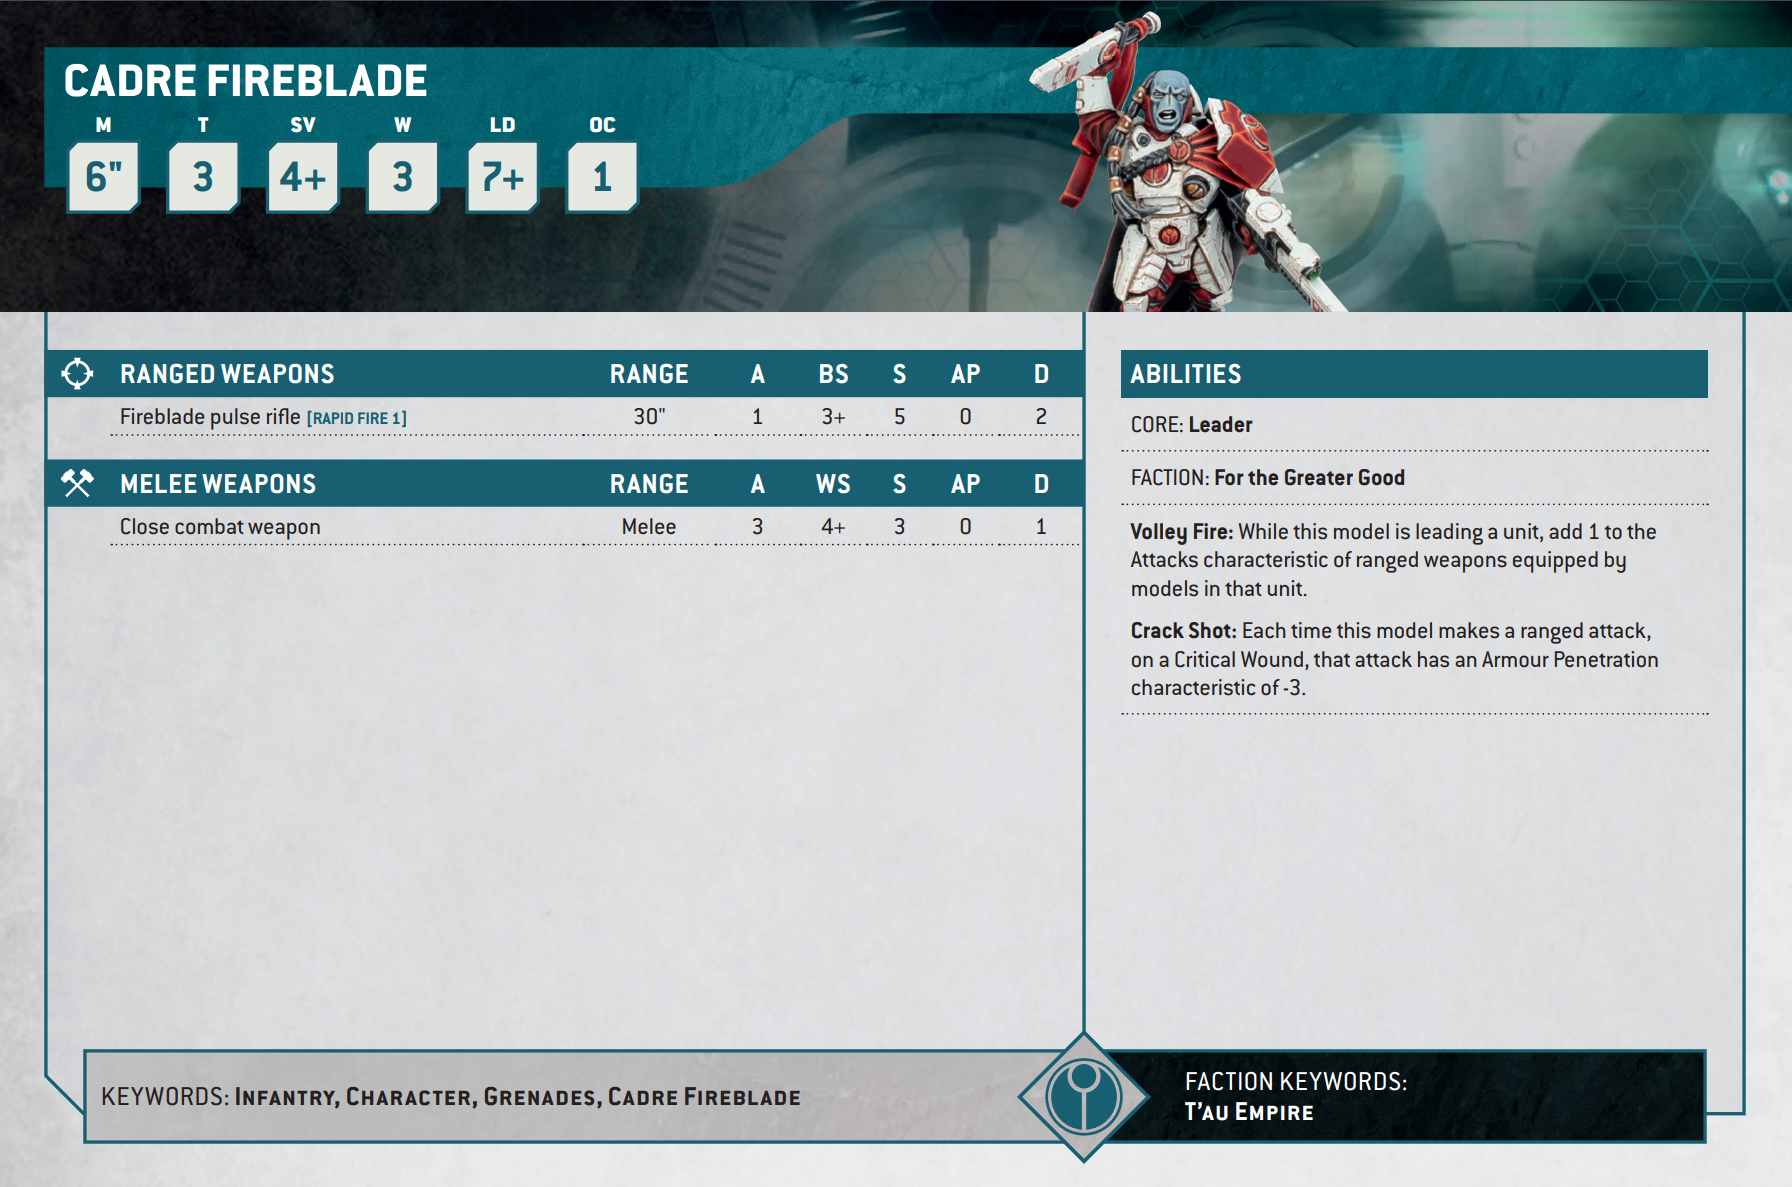 CADRE FIREBLADE
M T SV W LD OC
6" 3 4+ 3 7+ 1
RANGED WEAPONS RANGE A BS S AP D
Fireblade pulse rifle [RAPID FIRE 1] 30" 1 3+ 5 0 2
MELEE WEAPONS RANGE A WS S AP D
Close combat weapon Melee 3 4+ 3 0 1
ABILITIES
CORE: Leader
FACTION: For the Greater Good
Volley Fire: While this model is leading a unit, add 1 to the
Attacks characteristic of ranged weapons equipped by
models in that unit.
Crack Shot: Each time this model makes a ranged attack,
on a Critical Wound, that attack has an Armour Penetration
characteristic of -3.
KEYWORDS: INFANTRY, CHARACTER, GRENADES, CADRE FIREBLADE
FACTION KEYWORDS:
T'AU EMPIRE